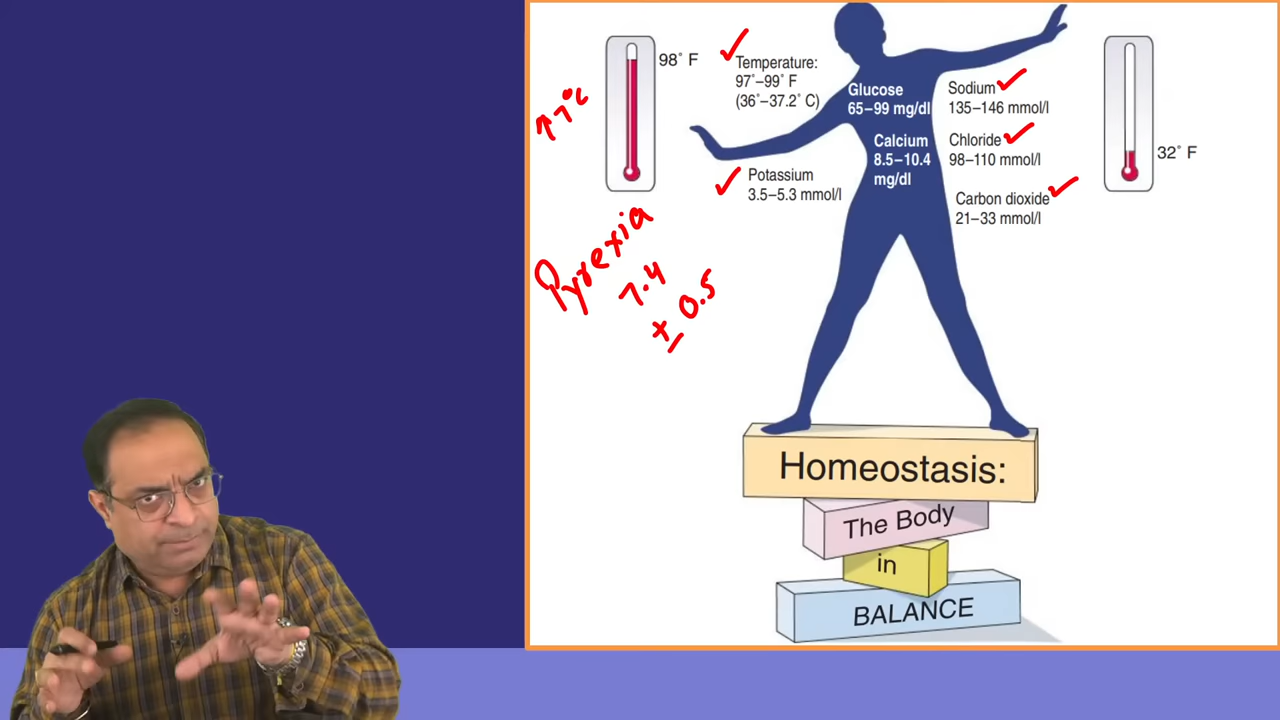 98° F
Temperature:
97°–99° F
(36°–37.2° C)
Glucose
65–99 mg/dl
Sodium
135–146 mmol/l
Calcium
8.5–10.4
mg/dl
Chloride
98–110 mmol/l
32° F
Potassium
3.5–5.3 mmol/l
Carbon dioxide
21–33 mmol/l
Pyrexia
7.4
± 0.5
Homeostasis:
The Body
in
BALANCE